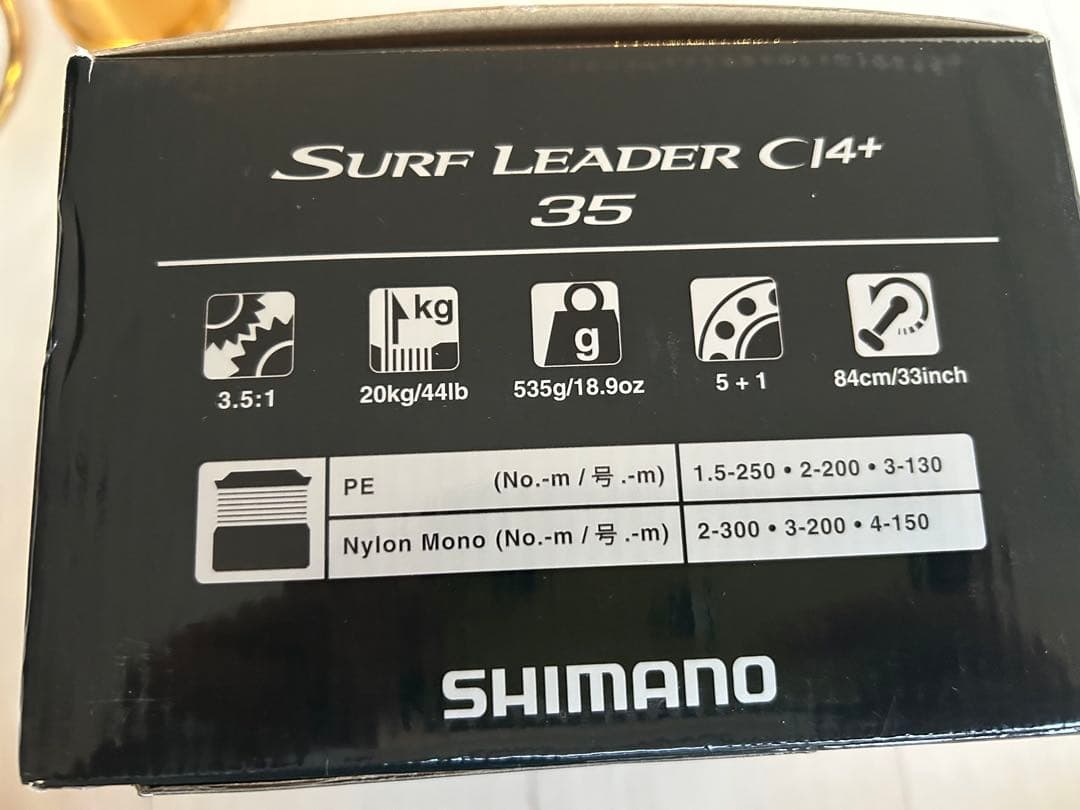 SURF LEADER CI4+
35
kg
g
3.5:1
20kg/44lb
535g/18.9oz
5 + 1
84cm/33inch
PE (No.-m / 号 .-m) 1.5-250 • 2-200 • 3-130
Nylon Mono (No.-m / 号 .-m) 2-300 • 3-200 • 4-150
SHIMANO